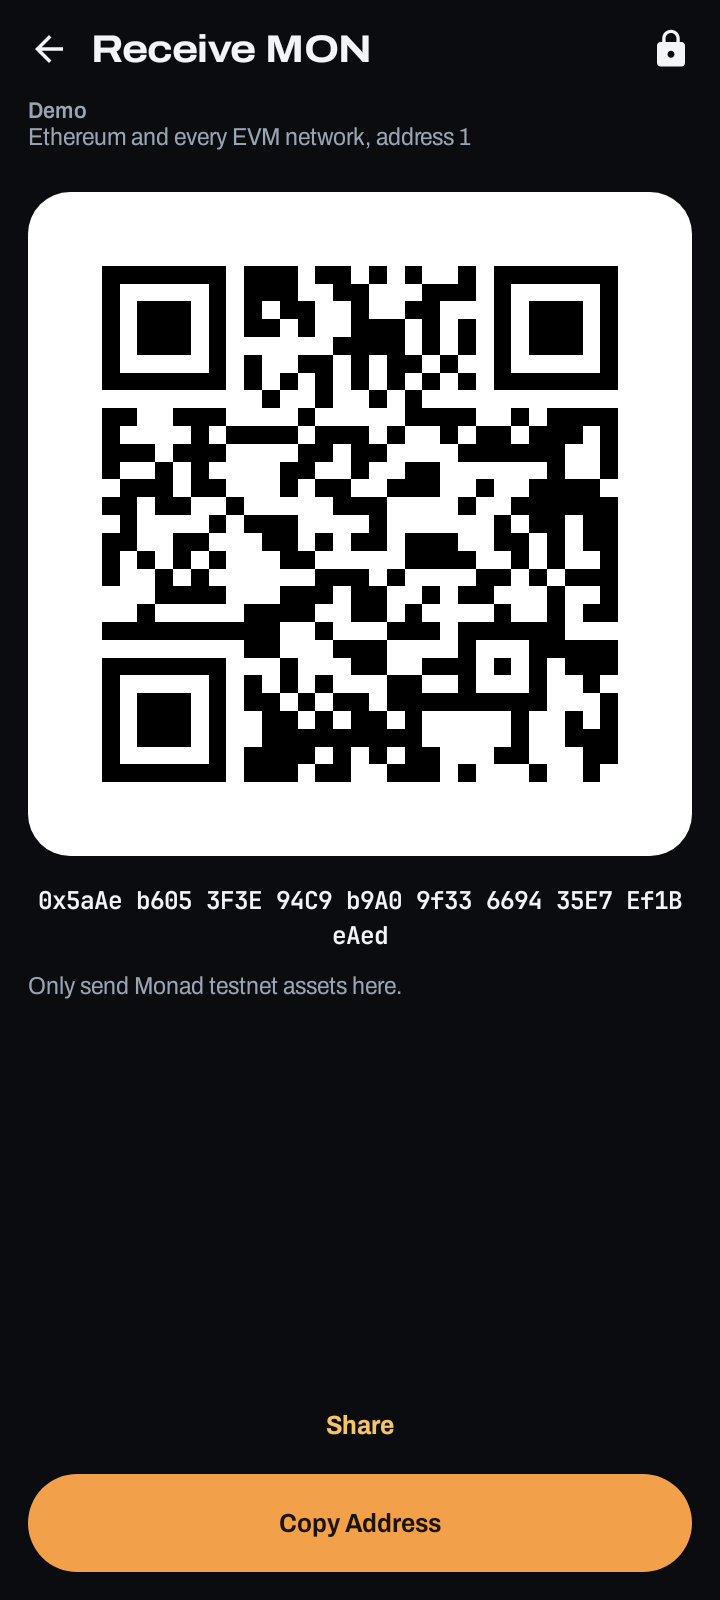 Receive MON
Demo
Ethereum and every EVM network, address 1
0x5aAe b605 3F3E 94C9 b9A0 9f33 6694 35E7 Ef1B
eAed
Only send Monad testnet assets here.
Share
Copy Address